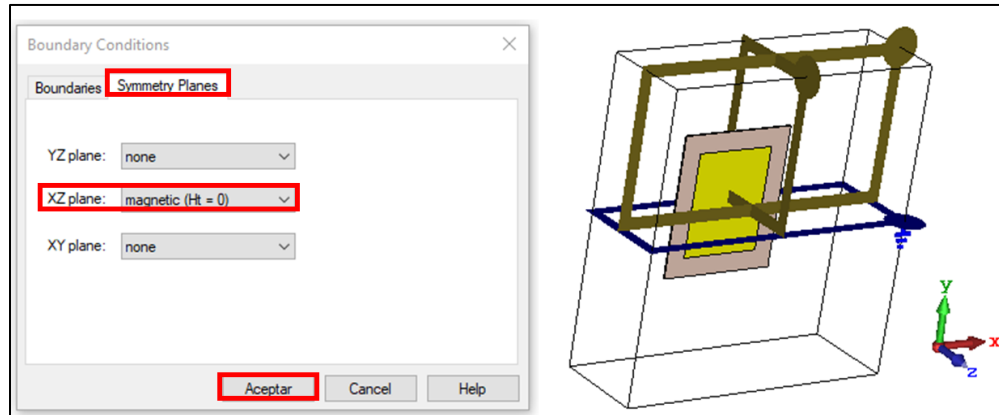 Boundary Conditions
Boundaries Symmetry Planes
YZ plane: none
XZ plane: magnetic (Ht = 0)
XY plane: none
Aceptar Cancel Help
y
x
z